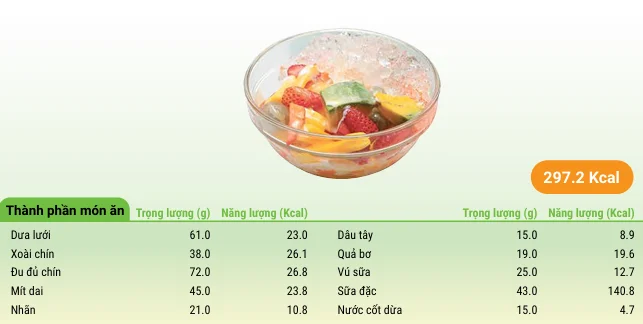 297.2 Kcal
Thành phần món ăn Trọng lượng (g) Năng lượng (Kcal) Trọng lượng (g) Năng lượng (Kcal)
Dưa lưới 61.0 23.0 Dâu tây 15.0 8.9
Xoài chín 38.0 26.1 Quả bơ 19.0 19.6
Đu đủ chín 72.0 26.8 Vú sữa 25.0 12.7
Mít dai 45.0 23.8 Sữa đặc 43.0 140.8
Nhãn 21.0 10.8 Nước cốt dừa 15.0 4.7